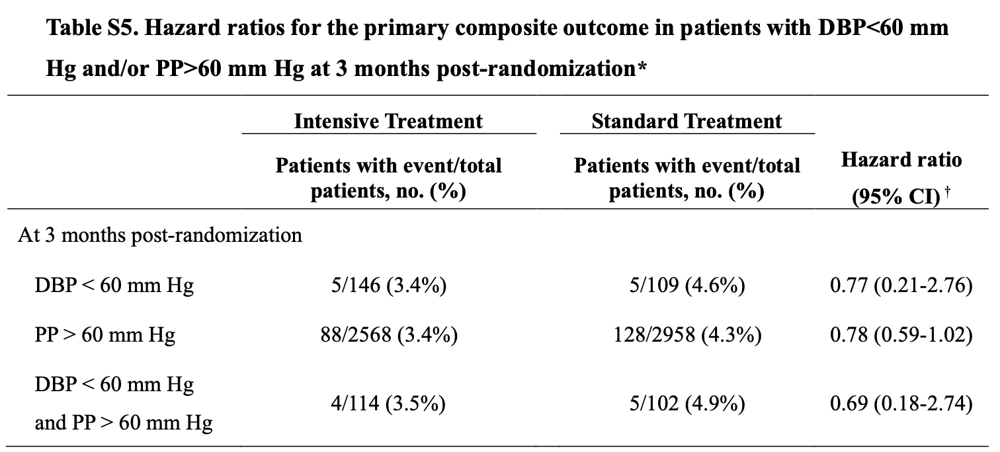 Table S5. Hazard ratios for the primary composite outcome in patients with DBP<60 mm
Hg and/or PP>60 mm Hg at 3 months post-randomization*
Intensive Treatment Standard Treatment
Patients with event/total patients, no. (%) Patients with event/total patients, no. (%) Hazard ratio (95% CI) †
At 3 months post-randomization
DBP < 60 mm Hg 5/146 (3.4%) 5/109 (4.6%) 0.77 (0.21-2.76)
PP > 60 mm Hg 88/2568 (3.4%) 128/2958 (4.3%) 0.78 (0.59-1.02)
DBP < 60 mm Hg
and PP > 60 mm Hg 4/114 (3.5%) 5/102 (4.9%) 0.69 (0.18-2.74)